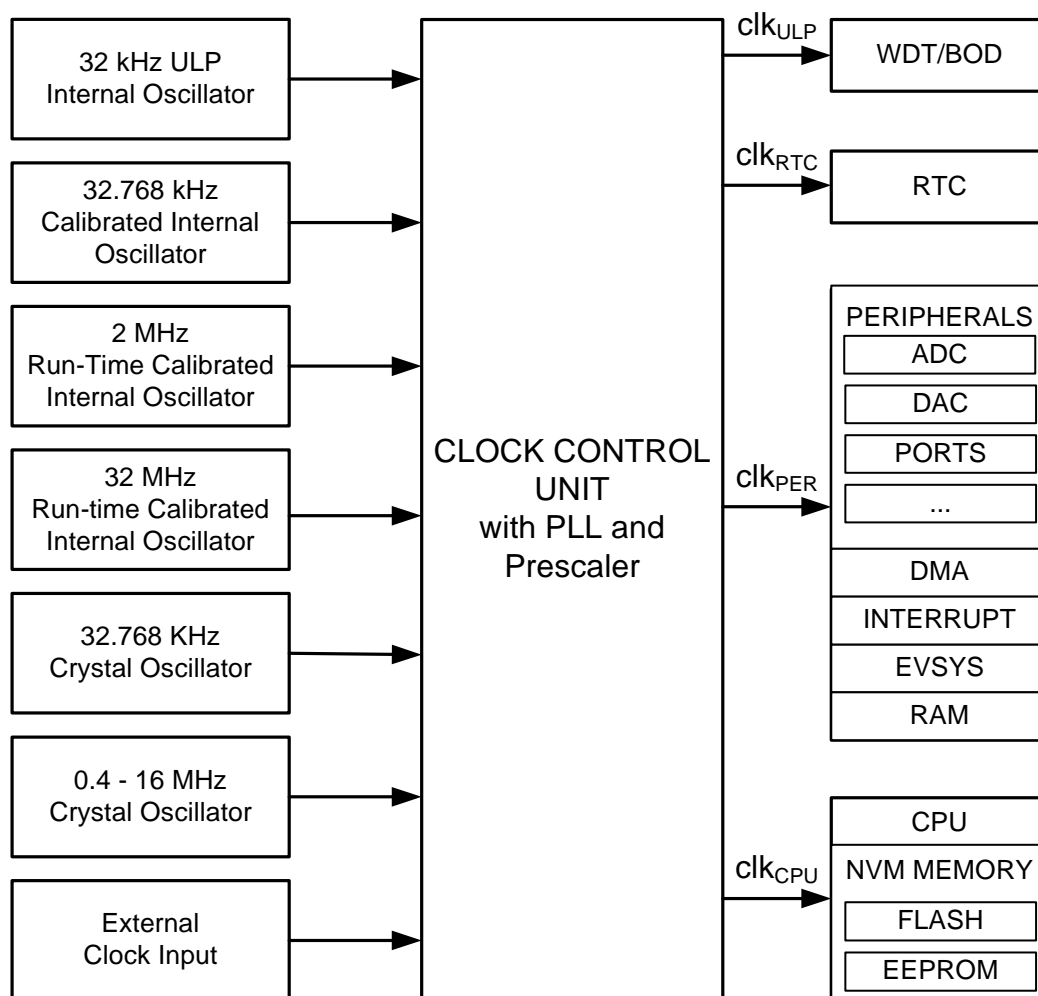 32 kHz ULP
Internal Oscillator
32.768 kHz
Calibrated Internal
Oscillator
2 MHz
Run-Time Calibrated
Internal Oscillator
32 MHz
Run-time Calibrated
Internal Oscillator
32.768 KHz
Crystal Oscillator
0.4 - 16 MHz
Crystal Oscillator
External
Clock Input
CLOCK CONTROL
UNIT
with PLL and
Prescaler
clkULP
clkRTC
clkPER
clkCPU
WDT/BOD
RTC
PERIPHERALS
ADC
DAC
PORTS
...
DMA
INTERRUPT
EVSYS
RAM
CPU
NVM MEMORY
FLASH
EEPROM